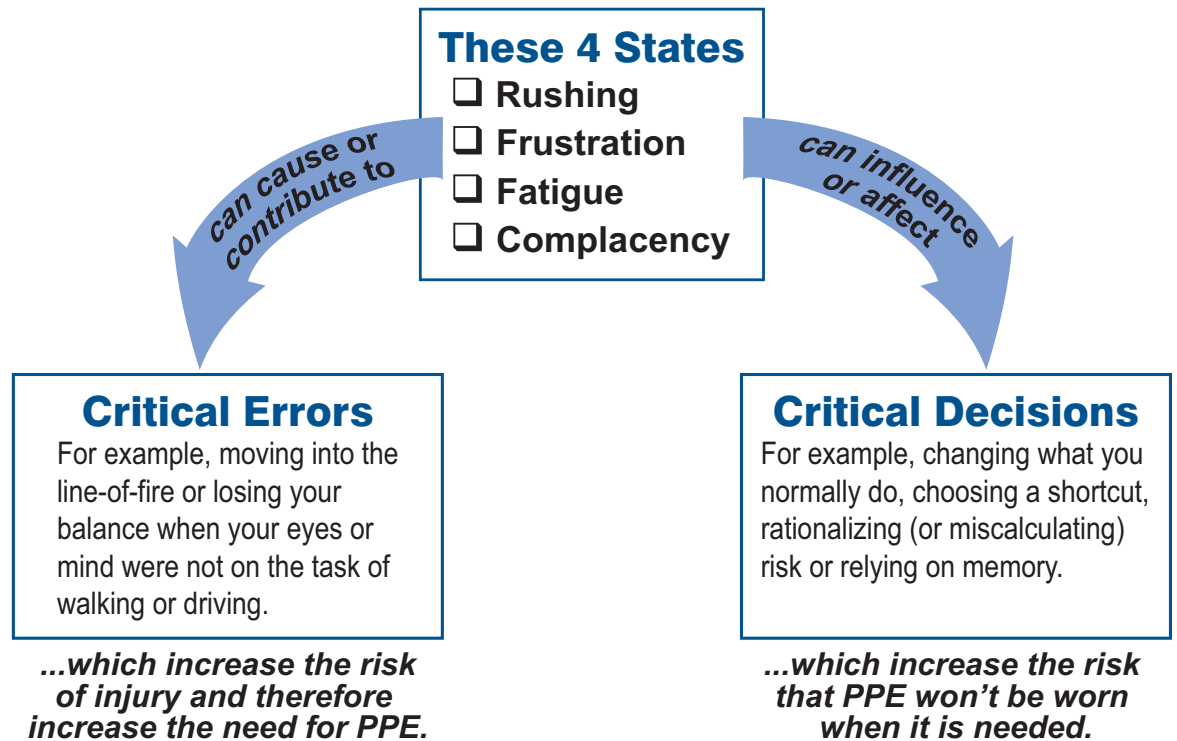 These 4 States
❑ Rushing
❑ Frustration
❑ Fatigue
❑ Complacency
can cause or
contribute to
can influence
or affect
Critical Errors
For example, moving into the
line-of-fire or losing your
balance when your eyes or
mind were not on the task of
walking or driving.
...which increase the risk
of injury and therefore
increase the need for PPE.
Critical Decisions
For example, changing what you
normally do, choosing a shortcut,
rationalizing (or miscalculating)
risk or relying on memory.
...which increase the risk
that PPE won’t be worn
when it is needed.